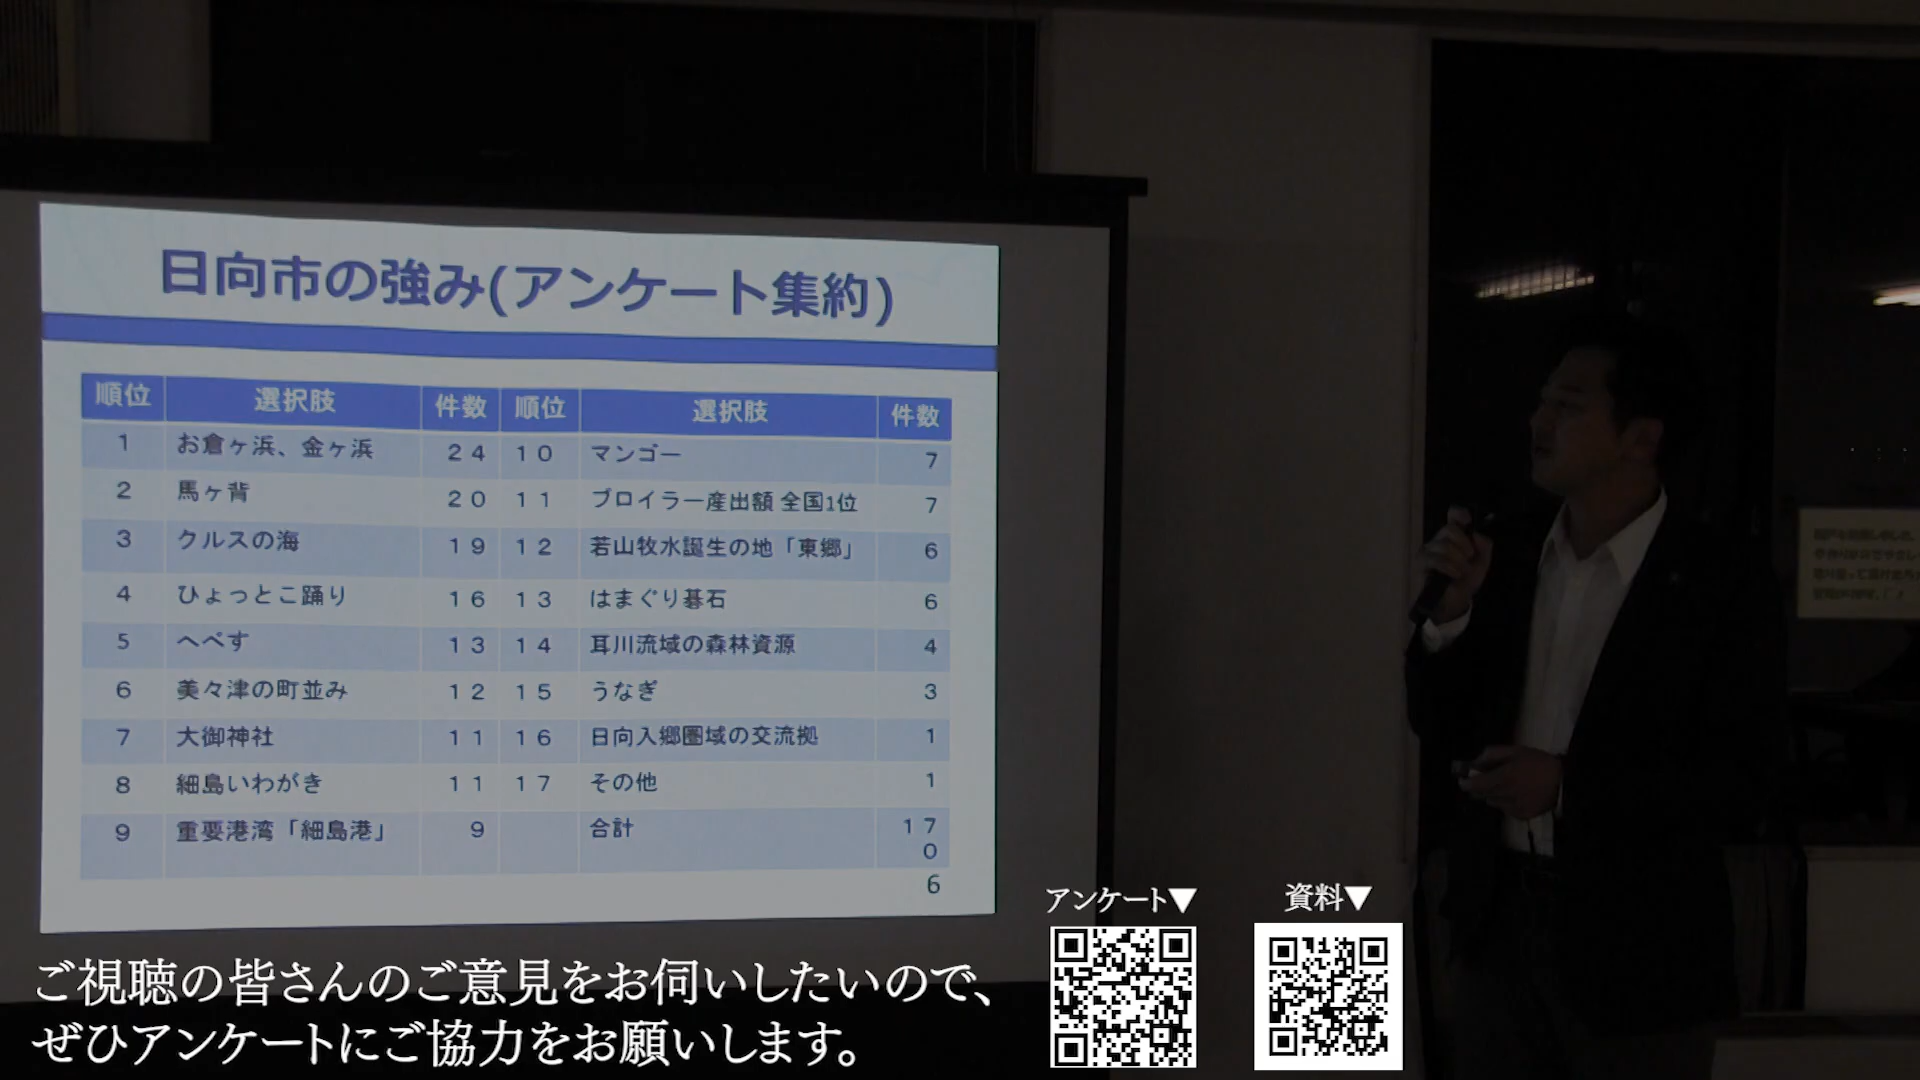 日向市の強み(アンケート集約)
順位 選択肢 件数 順位 選択肢 件数
1 お倉ヶ浜、金ヶ浜 24 10 マンゴー 7
2 馬ヶ背 20 11 ブロイラー産出額 全国1位 7
3 クルスの海 19 12 若山牧水誕生の地「東郷」 6
4 ひょっとこ踊り 16 13 はまぐり碁石 6
5 へべす 13 14 耳川流域の森林資源 4
6 美々津の町並み 12 15 うなぎ 3
7 大御神社 11 16 日向入郷圏域の交流拠 1
8 細島いわがき 11 17 その他 1
9 重要港湾「細島港」 9 合計 170
6
アンケート▼ 資料▼
ご視聴の皆さんのご意見をお伺いしたいので、
ぜひアンケートにご協力をお願いします。